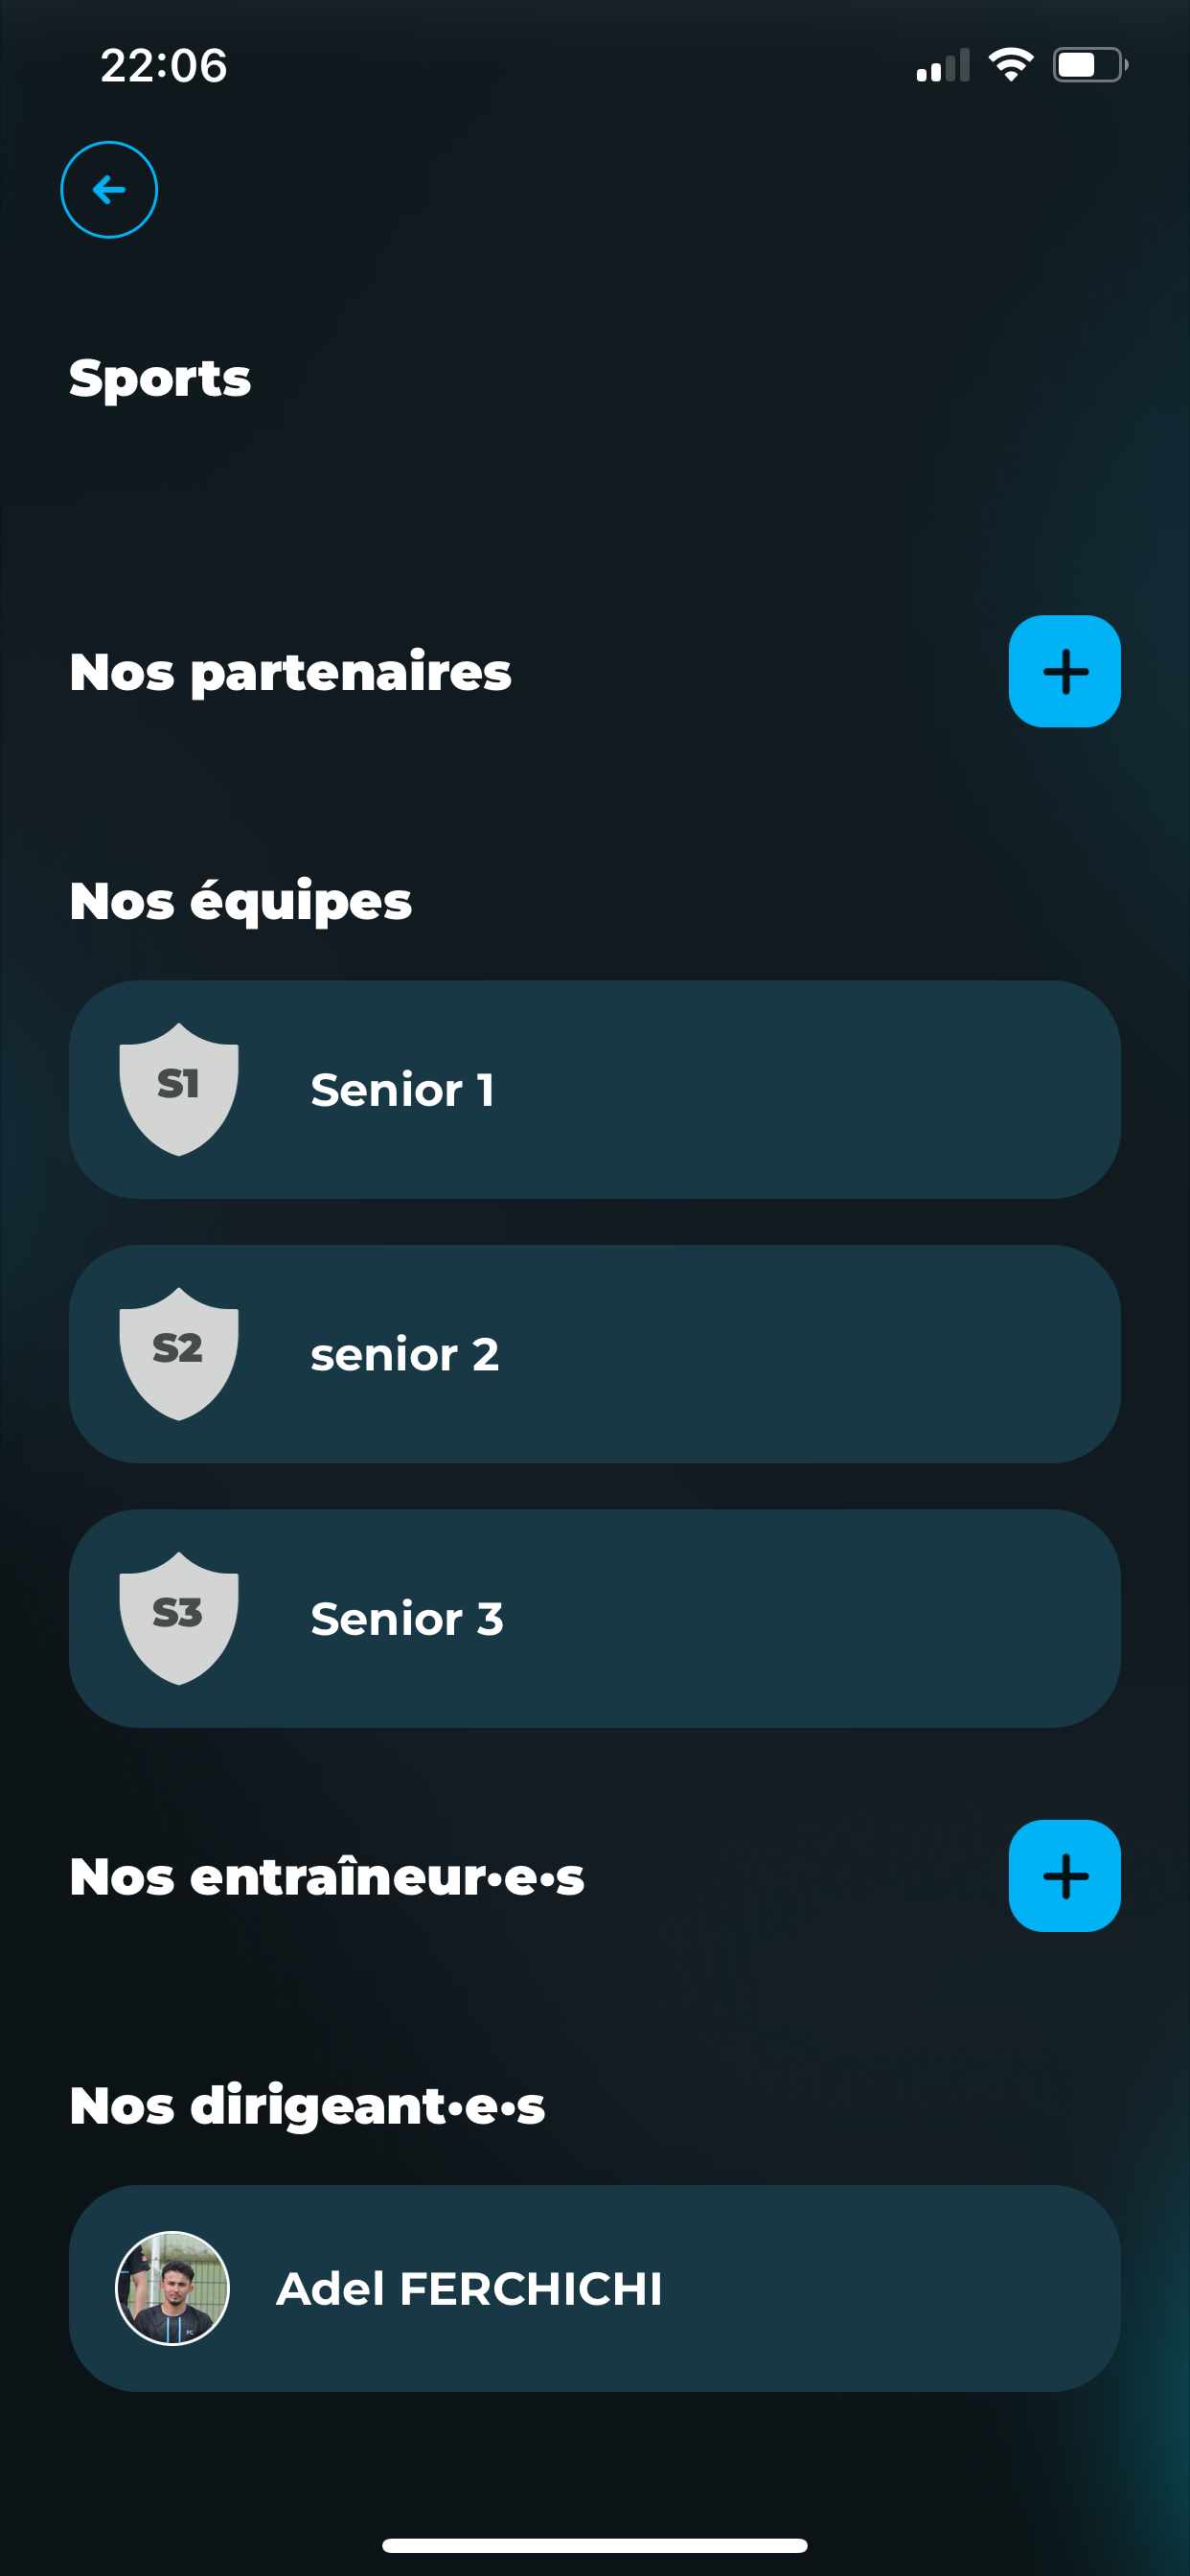 22:06
Sports
Nos partenaires
Nos équipes
S1
Senior 1
S2
senior 2
S3
Senior 3
Nos entraîneur•e•s
Nos dirigeant•e•s
Adel FERCHICHI